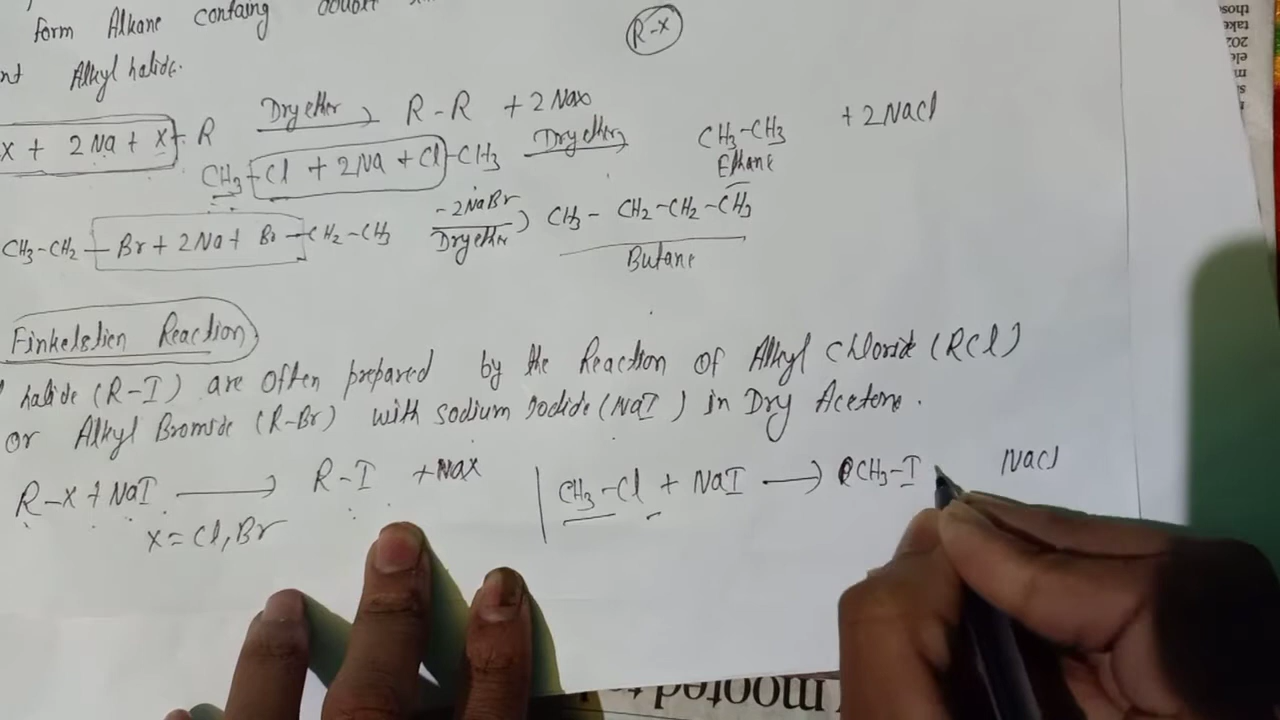 form Alkane containg
R-X
Alkyl halide.
X + 2Na + X - R Dry ether → R-R + 2Nax
CH3-Cl + 2Na + Cl-CH3 Dry ether → CH3-CH3 + 2NaCl
Ethane
CH3-CH2-Br + 2Na + Br-CH2-CH3 -2NaBr Dry ether → CH3-CH2-CH2-CH3
Butane
Finkelstien Reaction
halide (R-I) are often prepared by the Reaction of Alkyl Chloride (RCl)
or Alkyl Bromide (R-Br) with sodium Iodide (NaI) in Dry Acetone.
R-X + NaI → R-I + Nax
X = Cl, Br
CH3-Cl + NaI → CH3-I NaCl
mooted